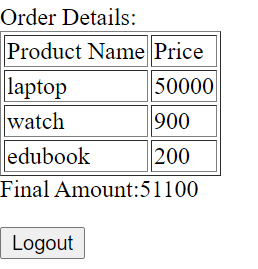 Order Details:
Product Name Price
laptop 50000
watch 900
edubook 200
Final Amount:51100
Logout